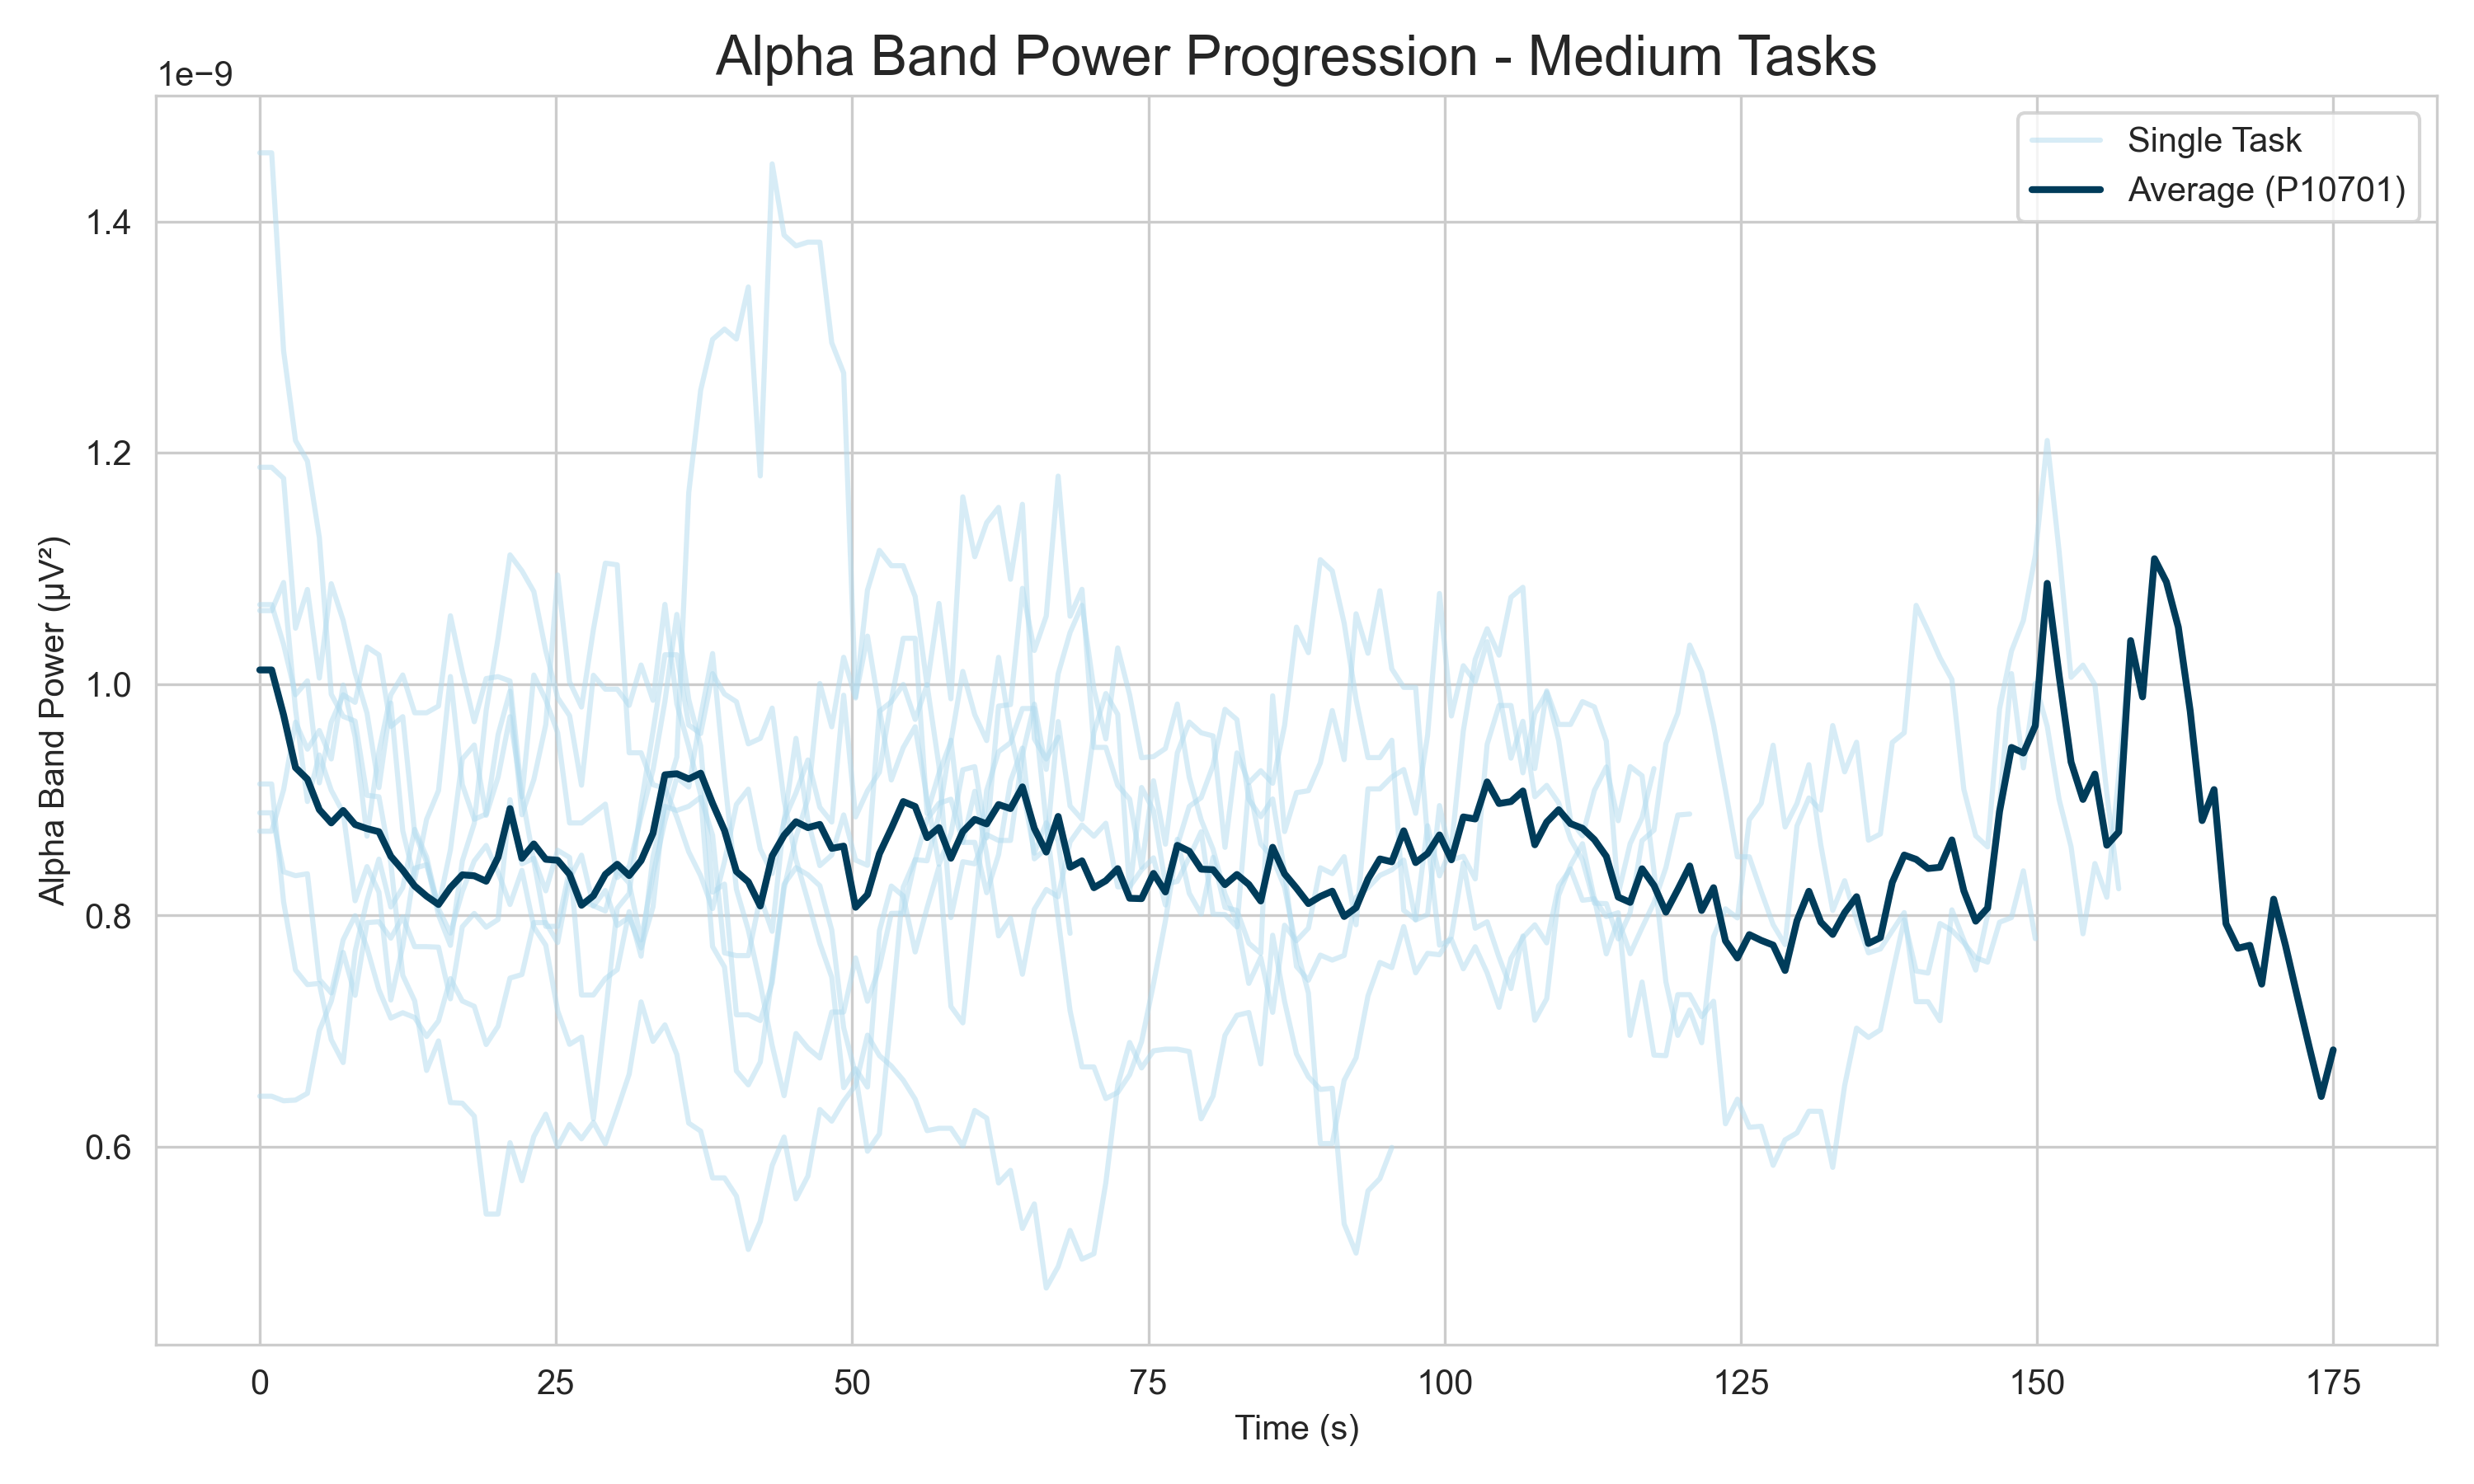 Alpha Band Power Progression - Medium Tasks
1e−9
Single Task
Average (P10701)
1.4
1.2
1.0
0.8
0.6
Alpha Band Power (µV²)
0 25 50 75 100 125 150 175
Time (s)